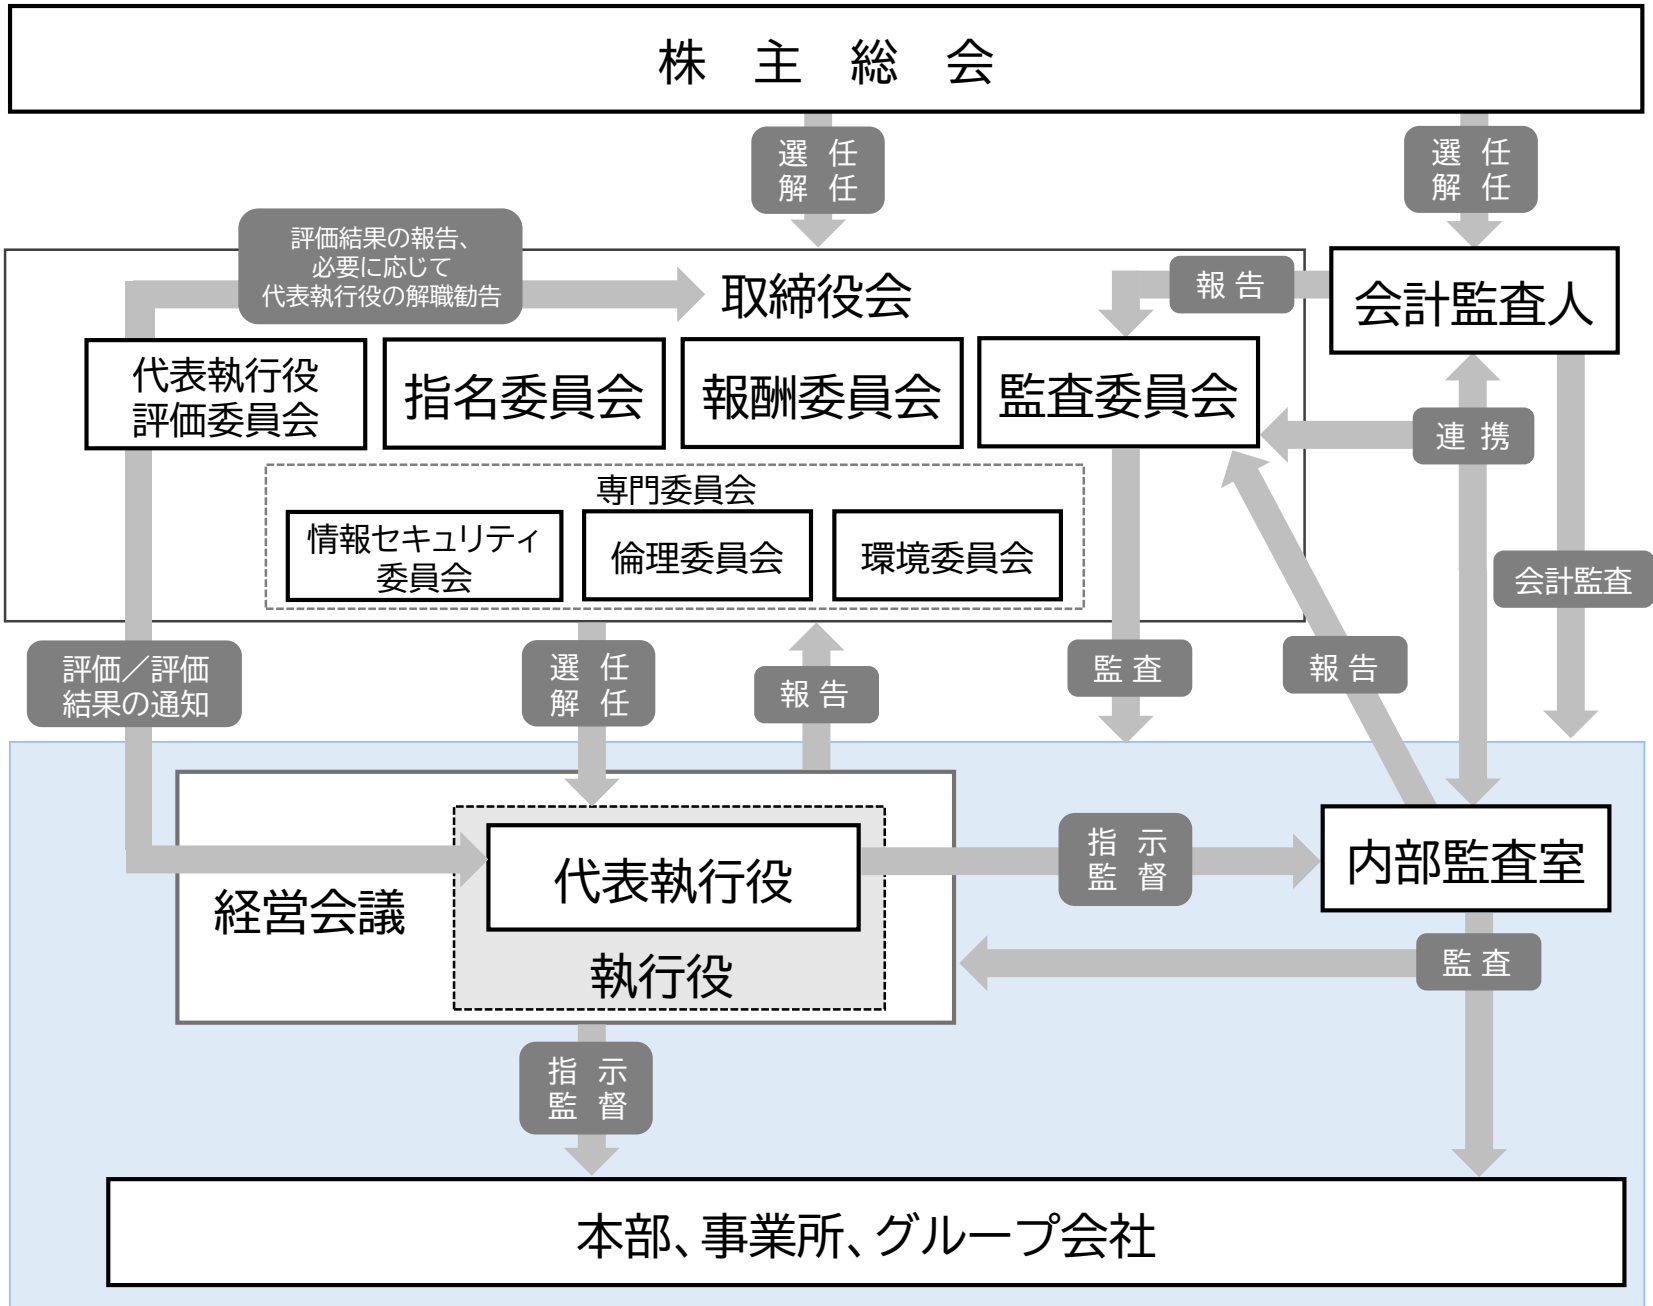 株　主　総　会
選　任
解　任
選　任
解　任
評価結果の報告、
必要に応じて
代表執行役の解職勧告
取締役会
報 告
会計監査人
代表執行役
評価委員会
指名委員会
報酬委員会
監査委員会
連 携
専門委員会
情報セキュリティ
委員会
倫理委員会
環境委員会
会計監査
評価／評価
結果の通知
選　任
解　任
報 告
監 査
報 告
代表執行役
経営会議
執行役
指　示
監　督
内部監査室
監 査
指　示
監　督
本部、事業所、グループ会社